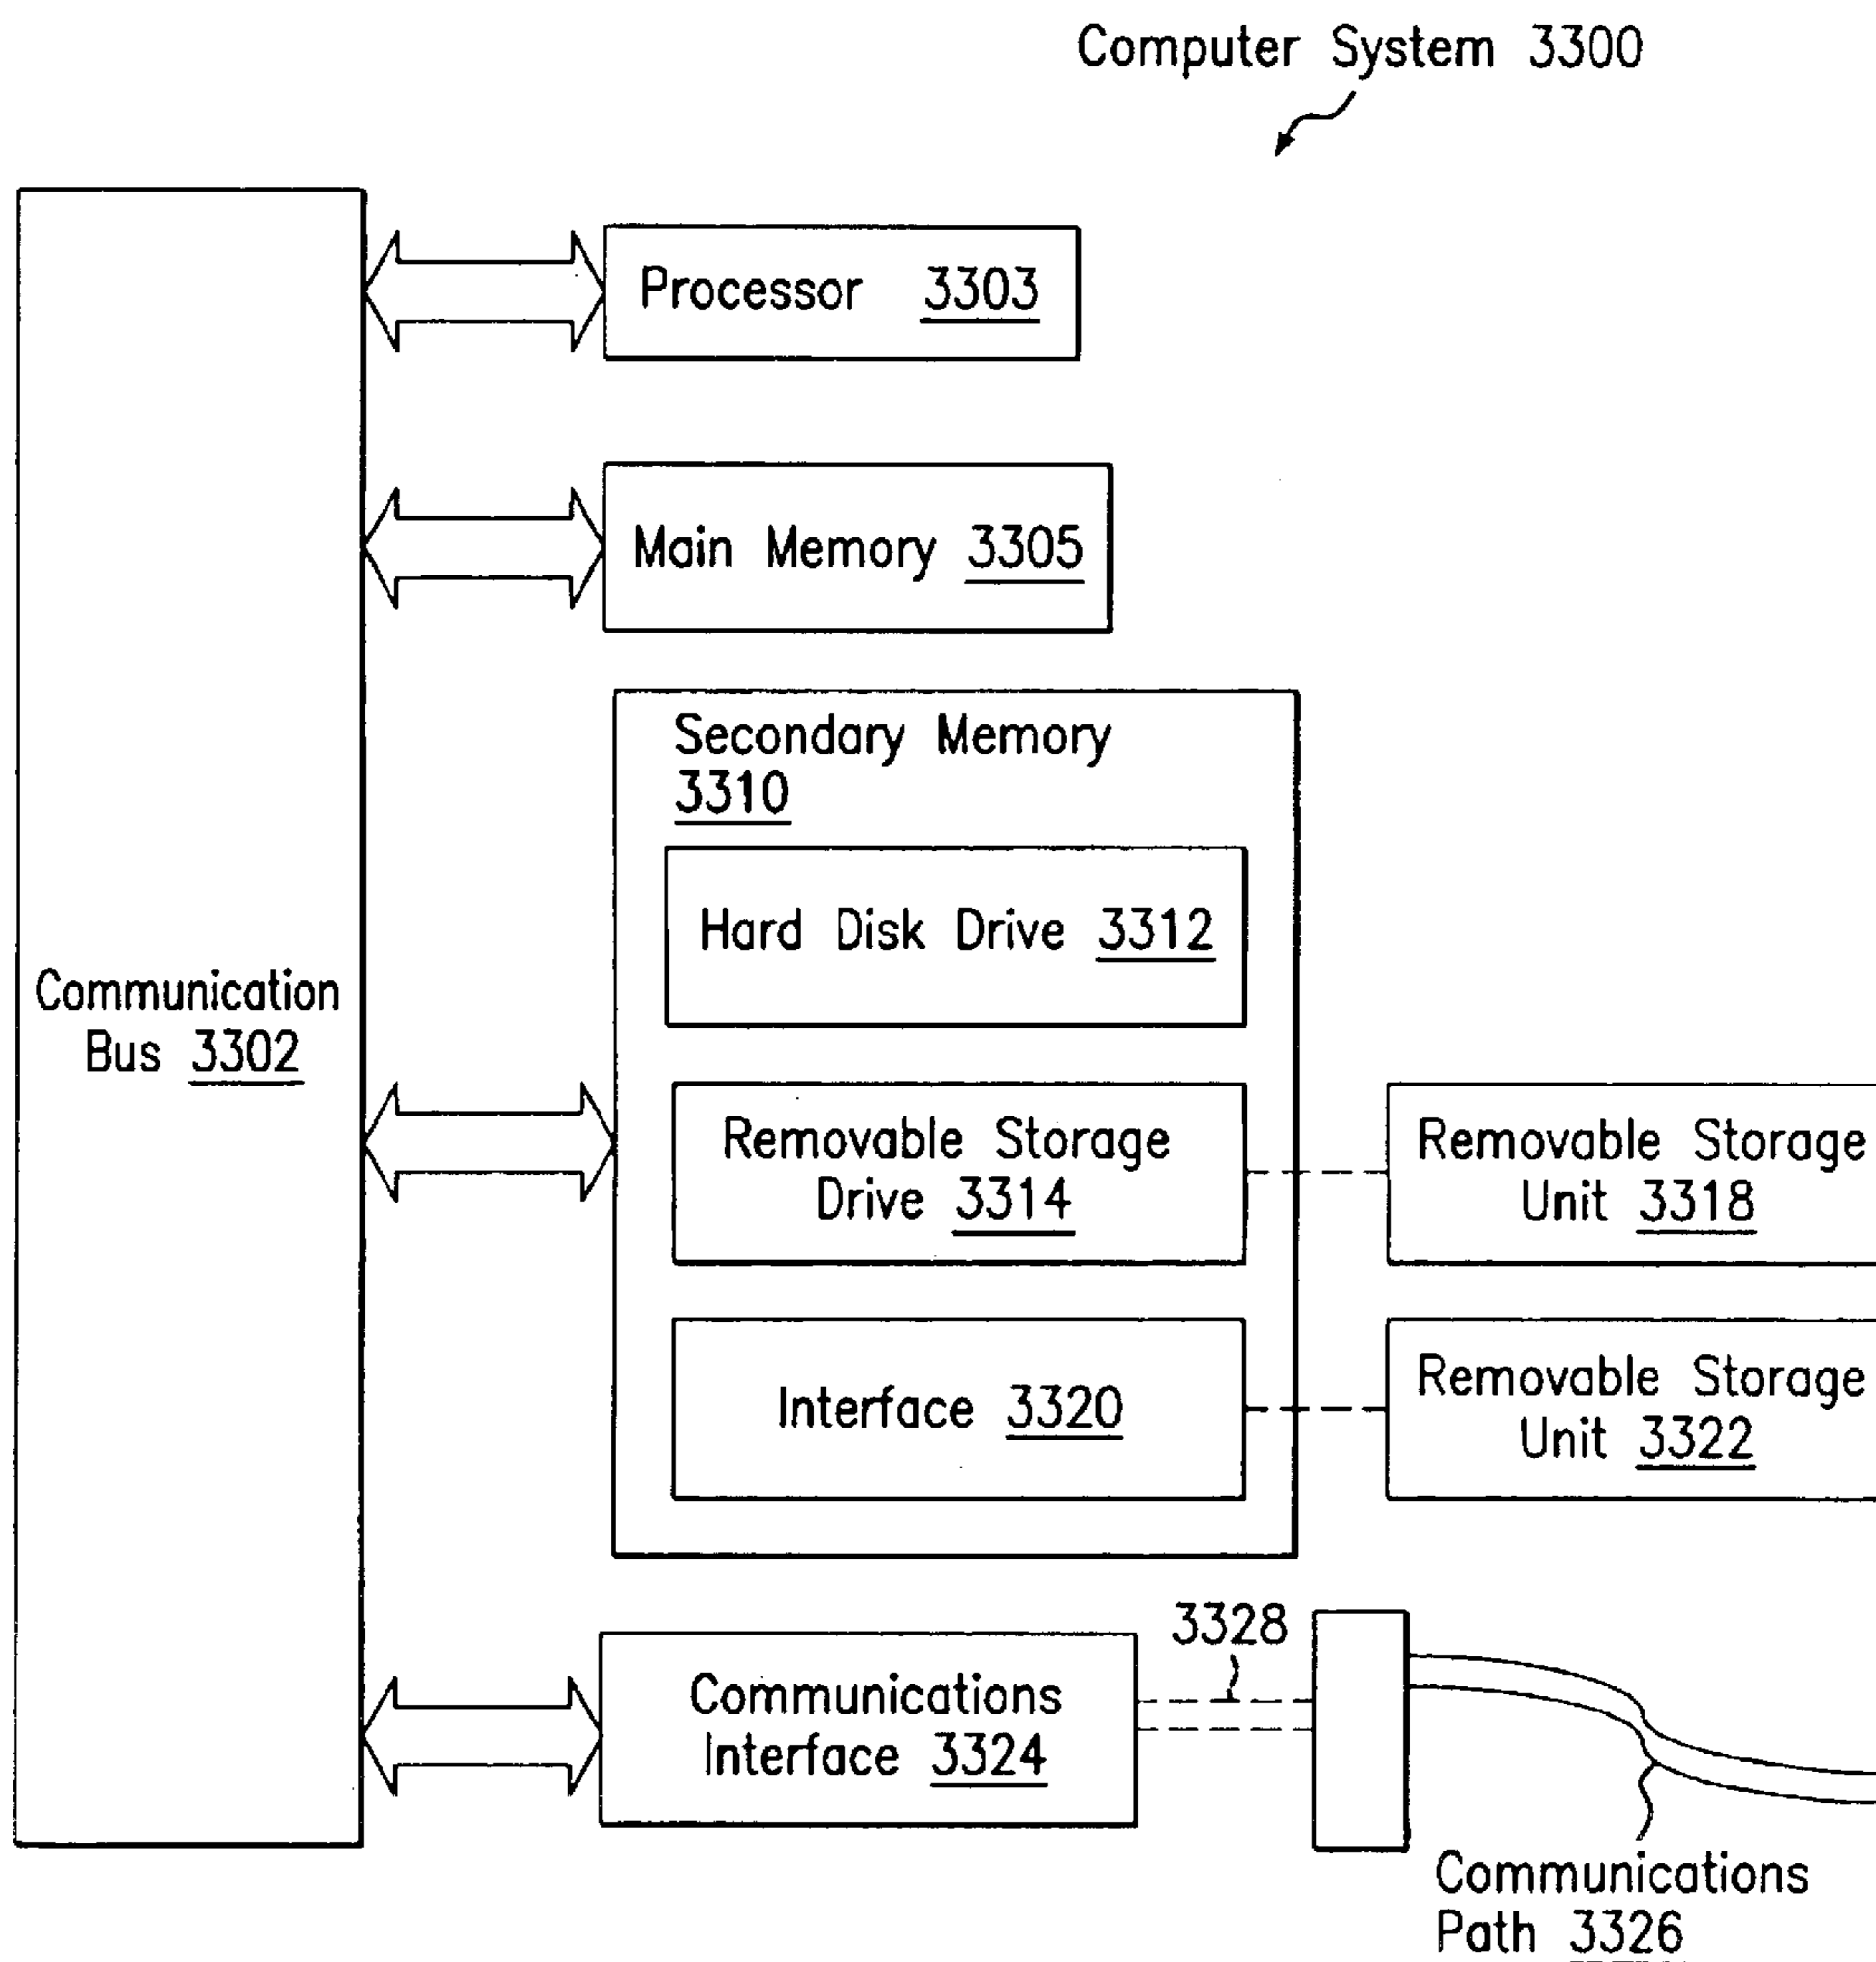 Computer System 3300
Processor 3303
Main Memory 3305
Secondary Memory
3310
Hard Disk Drive 3312
Communication
Bus 3302
Removable Storage
Drive 3314
Removable Storage
Unit 3318
Interface 3320
Removable Storage
Unit 3322
3328
Communications
Interface 3324
Communications
Path 3326